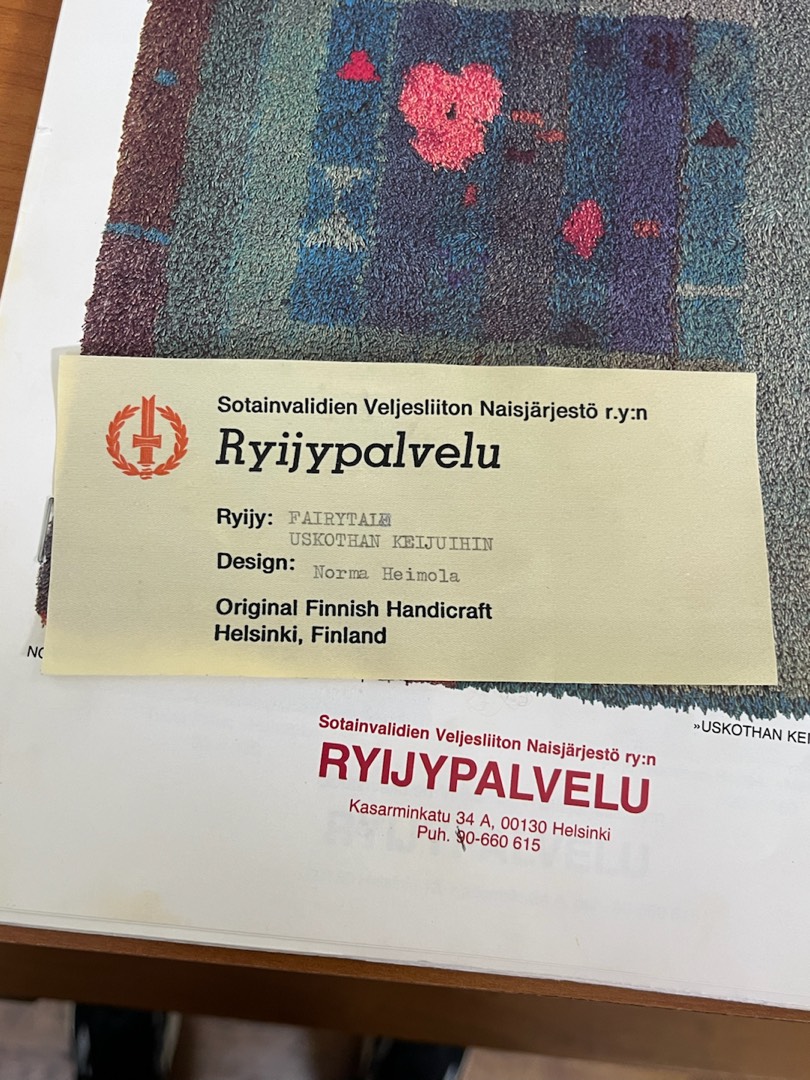 Sotainvalidien Veljesliiton Naisjärjestö r.y:n
Ryijypalvelu
Ryijy: FAIRYTALE
USKOTHAN KEIJUIHIN
Design: Norma Heimola
Original Finnish Handicraft
Helsinki, Finland
NO
»USKOTHAN KEI
Sotainvalidien Veljesliiton Naisjärjestö ry:n
RYIJYPALVELU
Kasarminkatu 34 A, 00130 Helsinki
Puh. 90-660 615